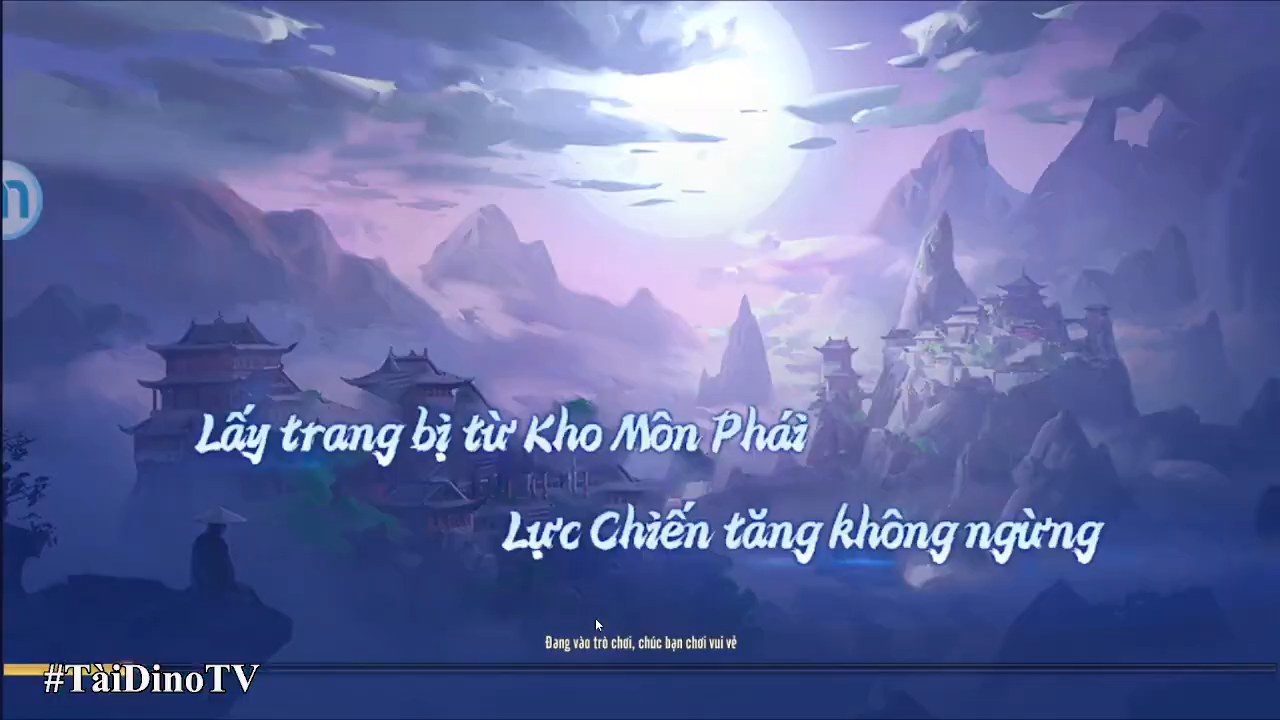 n
Lấy trang bị từ Kho Môn Phái
Lực Chiến tăng không ngừng
Đang vào trò chơi, chúc bạn chơi vui vẻ
#TàiDinoTV